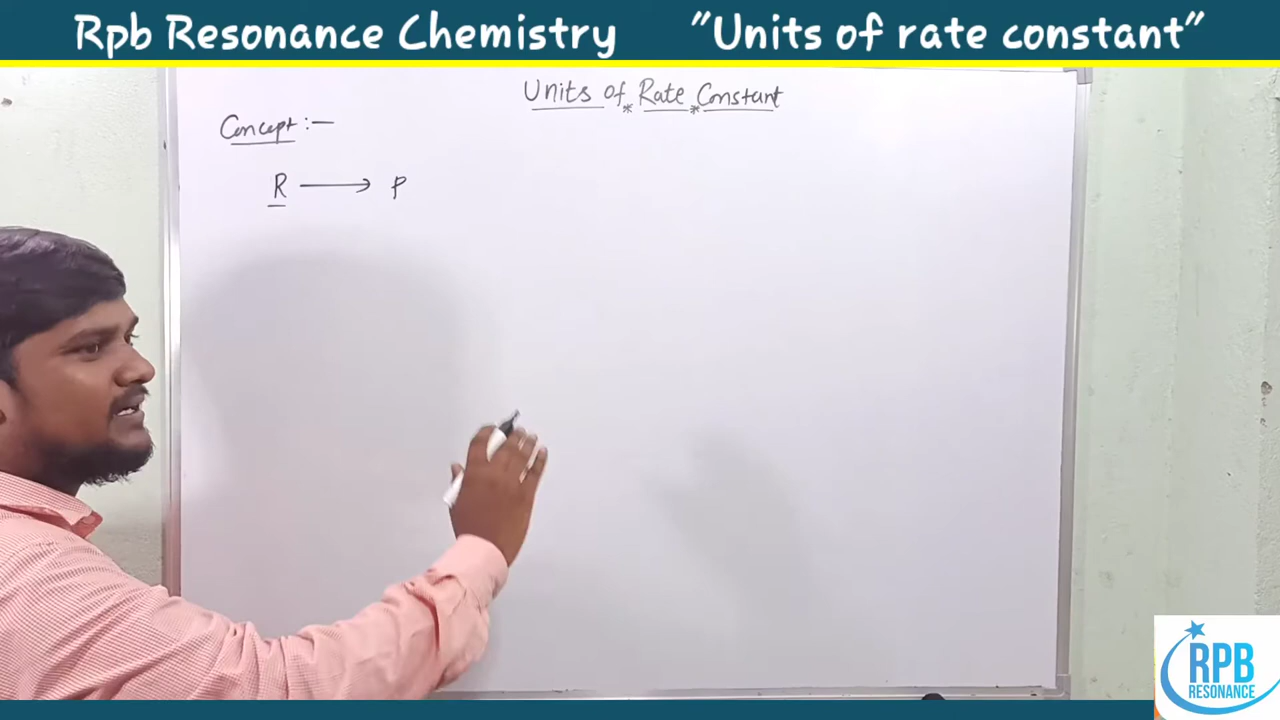 Rpb Resonance Chemistry "Units of rate constant"
Units of Rate Constant
Concept :-
R ⟶ P
RPB
RESONANCE